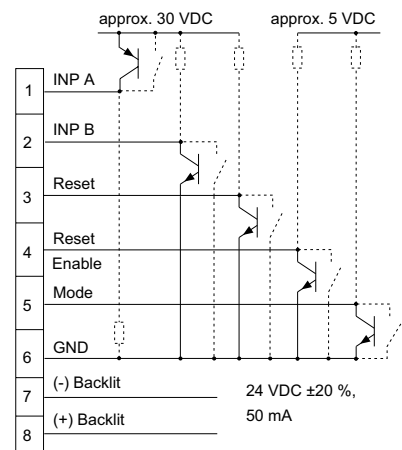 approx. 30 VDC approx. 5 VDC
1 INP A
2 INP B
3 Reset
4 Reset
Enable
5 Mode
6 GND
7 (-) Backlit
8 (+) Backlit
24 VDC ±20 %,
50 mA